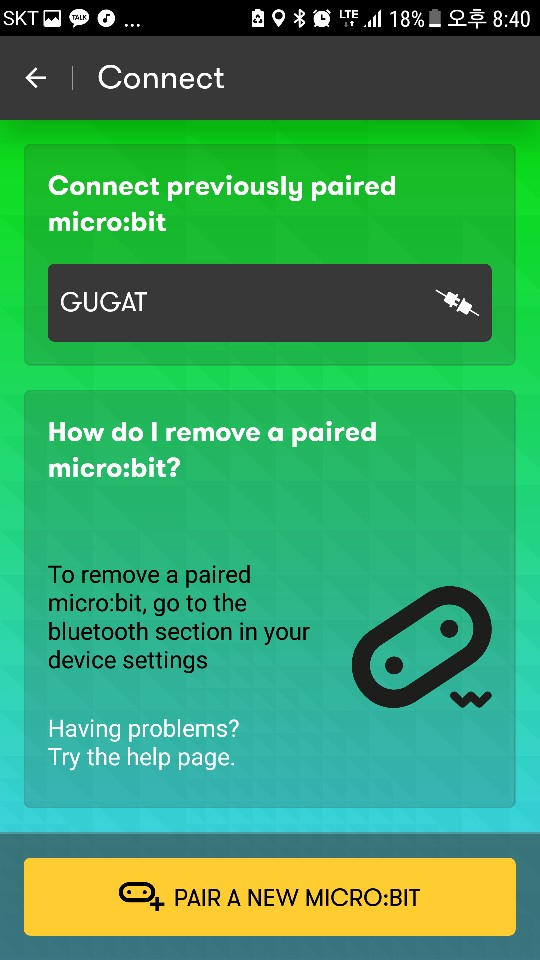 SKT TALK ... LTE 18% 오후 8:40
Connect
Connect previously paired
micro:bit
GUGAT
How do I remove a paired
micro:bit?
To remove a paired
micro:bit, go to the
bluetooth section in your
device settings
Having problems?
Try the help page.
PAIR A NEW MICRO:BIT